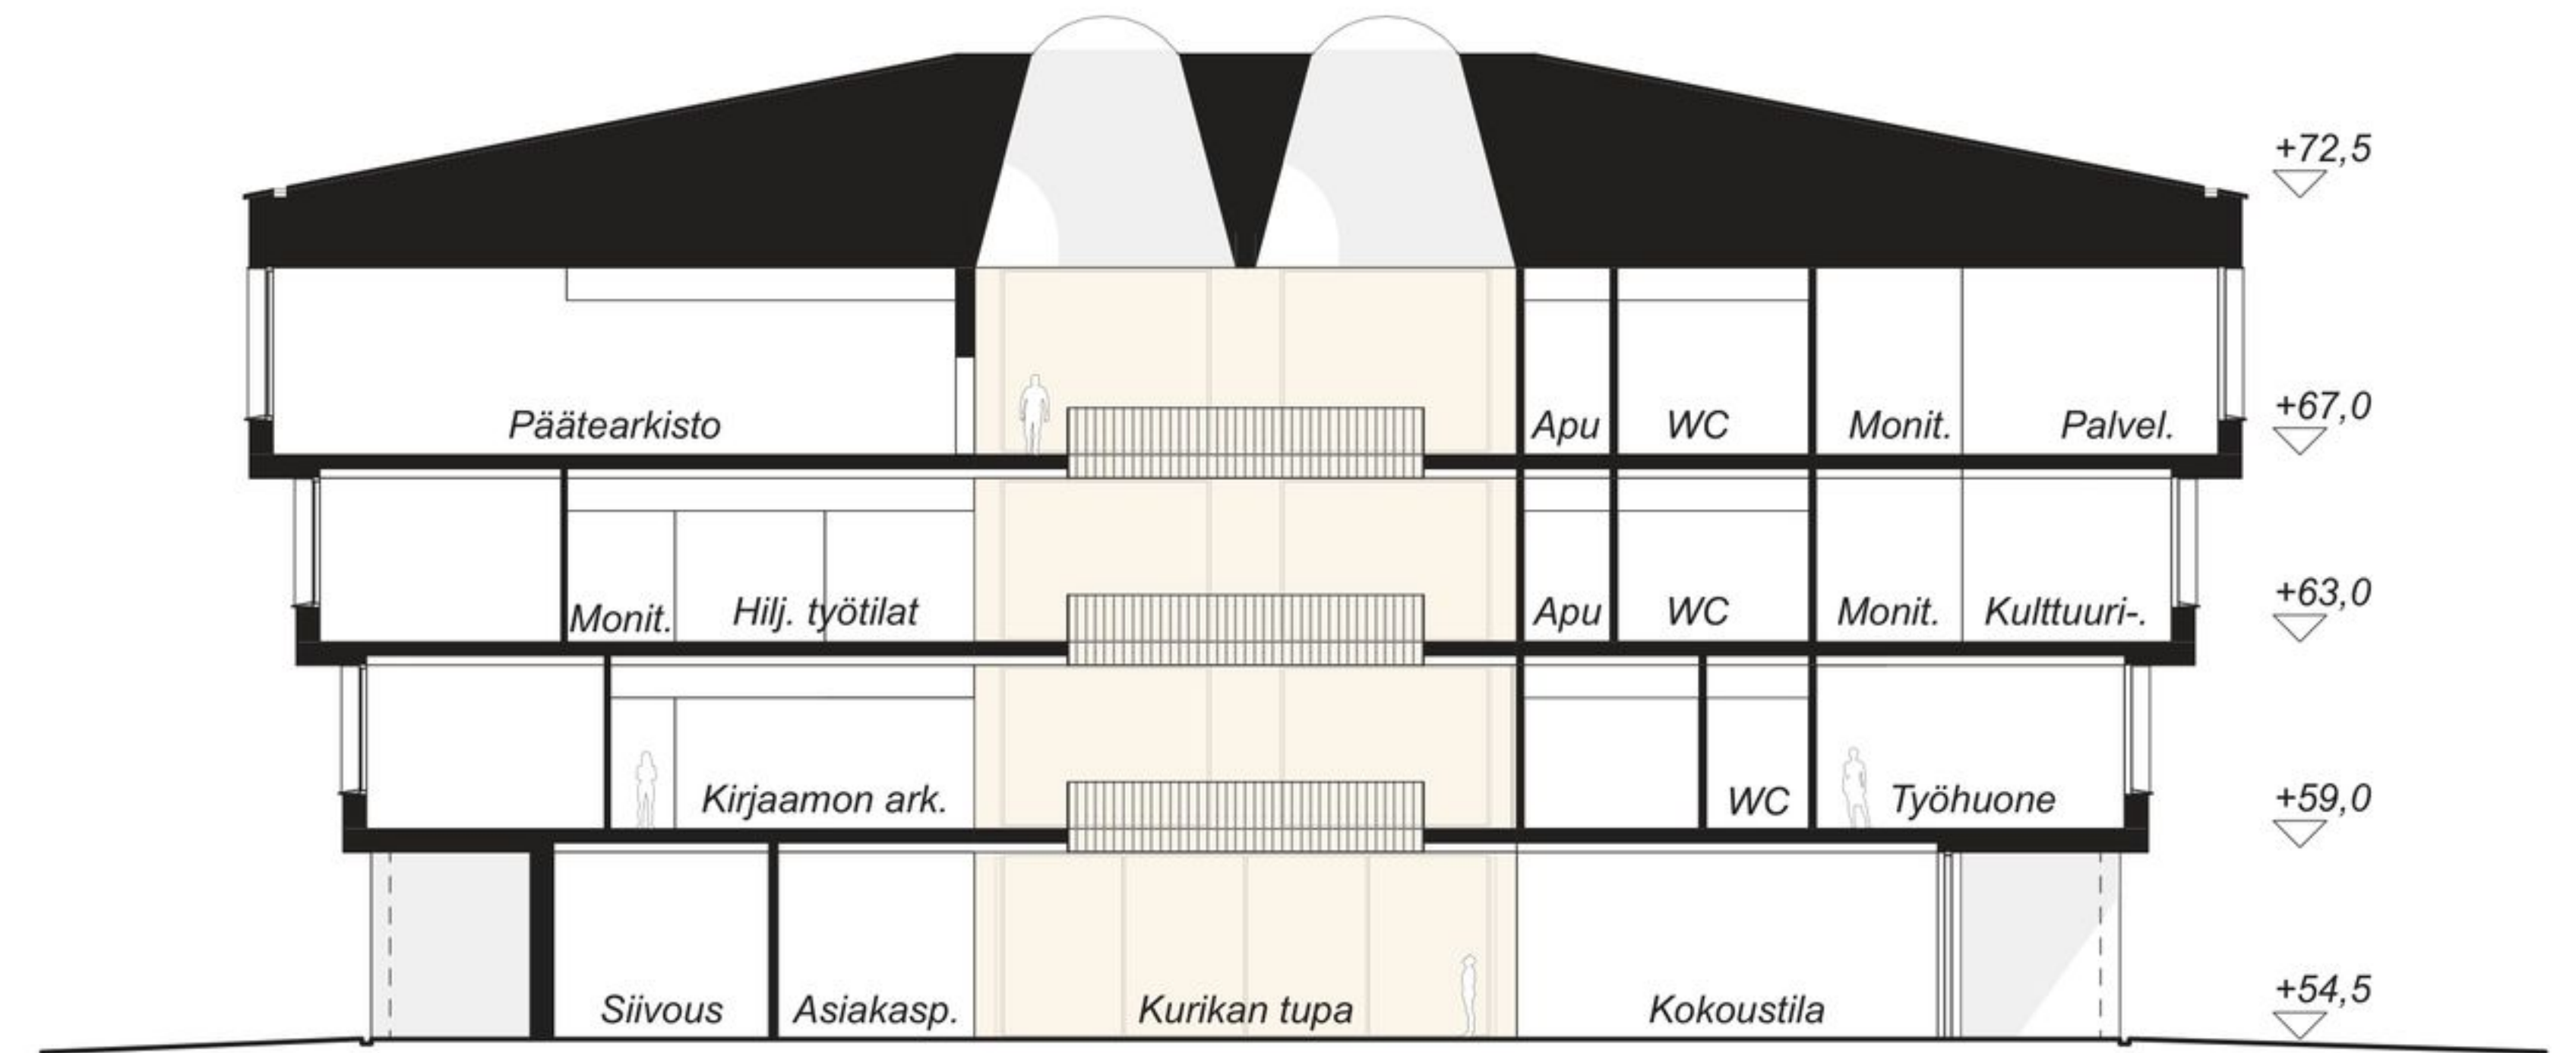 +72,5
+67,0
Päätearkisto
Apu
WC
Monit.
Palvel.
+63,0
Monit.
Hilj. työtilat
Apu
WC
Monit.
Kulttuuri-.
+59,0
Kirjaamon ark.
WC
Työhuone
+54,5
Siivous
Asiakasp.
Kurikan tupa
Kokoustila